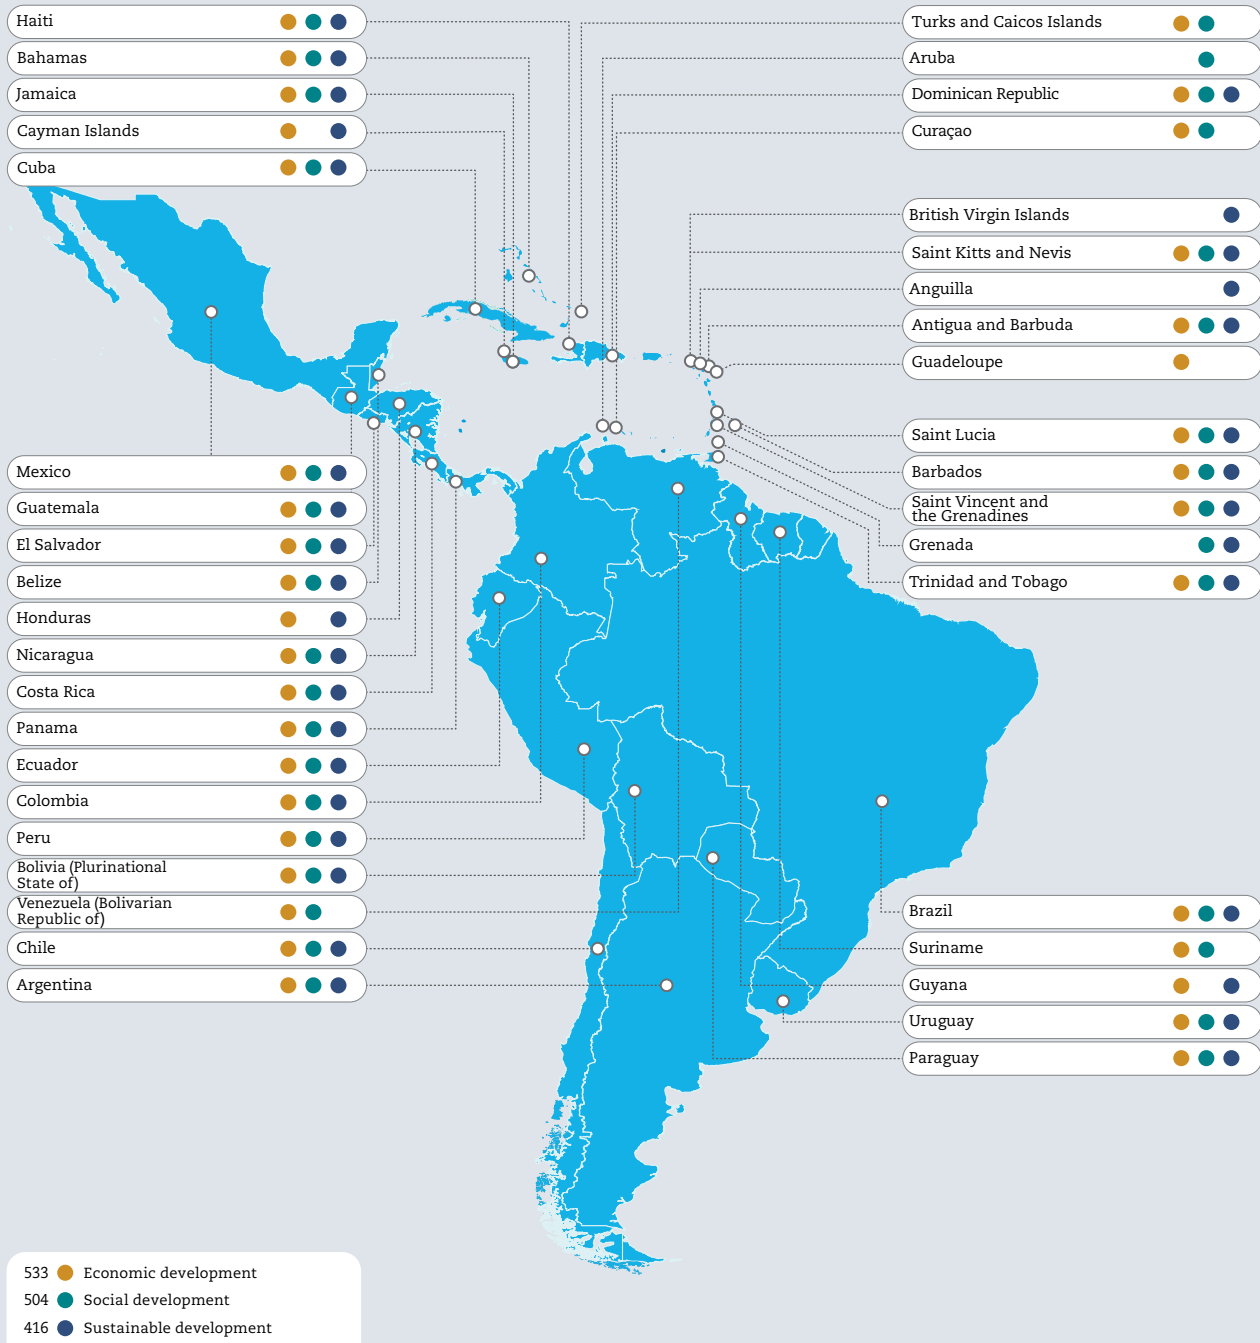 Haiti
Bahamas
Jamaica
Cayman Islands
Cuba
Turks and Caicos Islands
Aruba
Dominican Republic
Curaçao
British Virgin Islands
Saint Kitts and Nevis
Anguilla
Antigua and Barbuda
Guadeloupe
Saint Lucia
Barbados
Saint Vincent and
the Grenadines
Grenada
Trinidad and Tobago
Mexico
Guatemala
El Salvador
Belize
Honduras
Nicaragua
Costa Rica
Panama
Ecuador
Colombia
Peru
Bolivia (Plurinational
State of)
Venezuela (Bolivarian
Republic of)
Chile
Argentina
Brazil
Suriname
Guyana
Uruguay
Paraguay
533 Economic development
504 Social development
416 Sustainable development